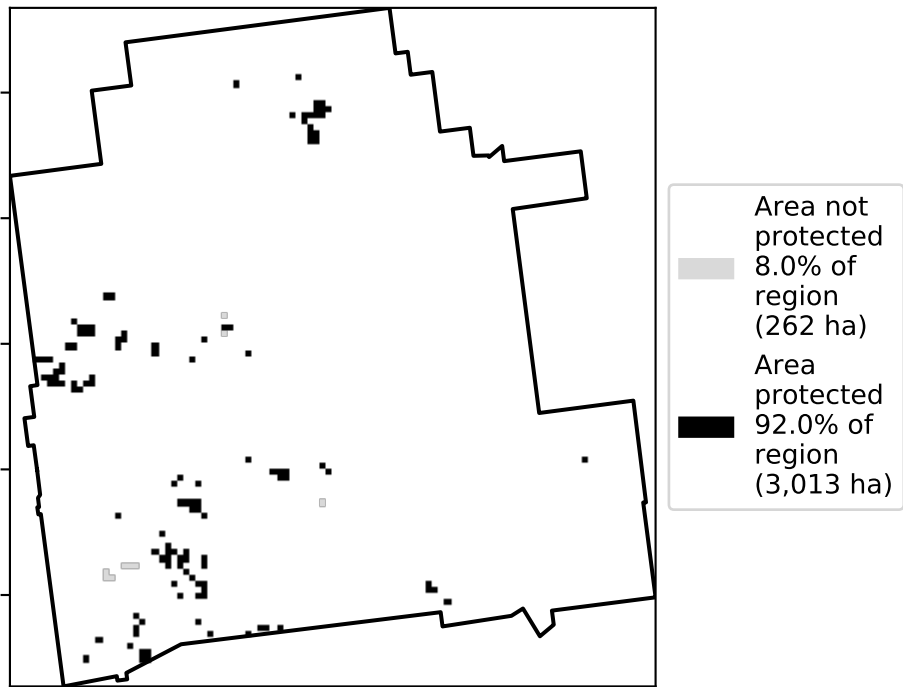 Area not
protected
8.0% of
region
(262 ha)
Area
protected
92.0% of
region
(3,013 ha)